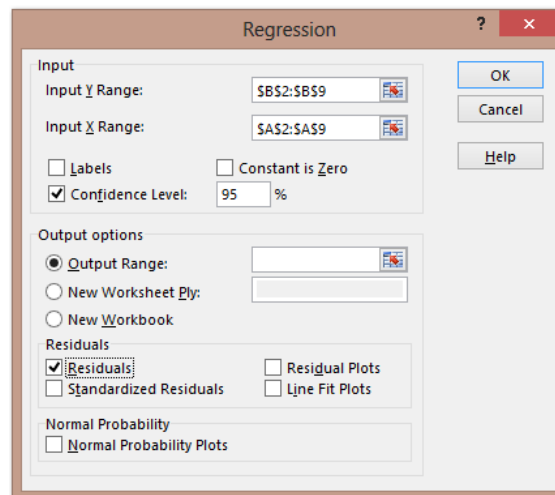 Regression
?
Input
Input Y Range:
$B$2:$B$9
Input X Range:
$A$2:$A$9
Labels
Constant is Zero
Confidence Level:
95
%
OK
Cancel
Help
Output options
Output Range:
New Worksheet Ply:
New Workbook
Residuals
Residuals
Residual Plots
Standardized Residuals
Line Fit Plots
Normal Probability
Normal Probability Plots